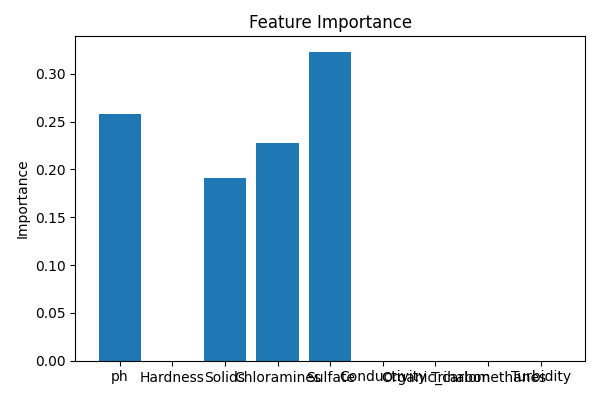 Feature Importance
Importance
0.30
0.25
0.20
0.15
0.10
0.05
0.00
ph
Hardness
Solids
Chloramines
Sulfate
Conductivity
Organic_carbon
Trihalomethanes
Turbidity